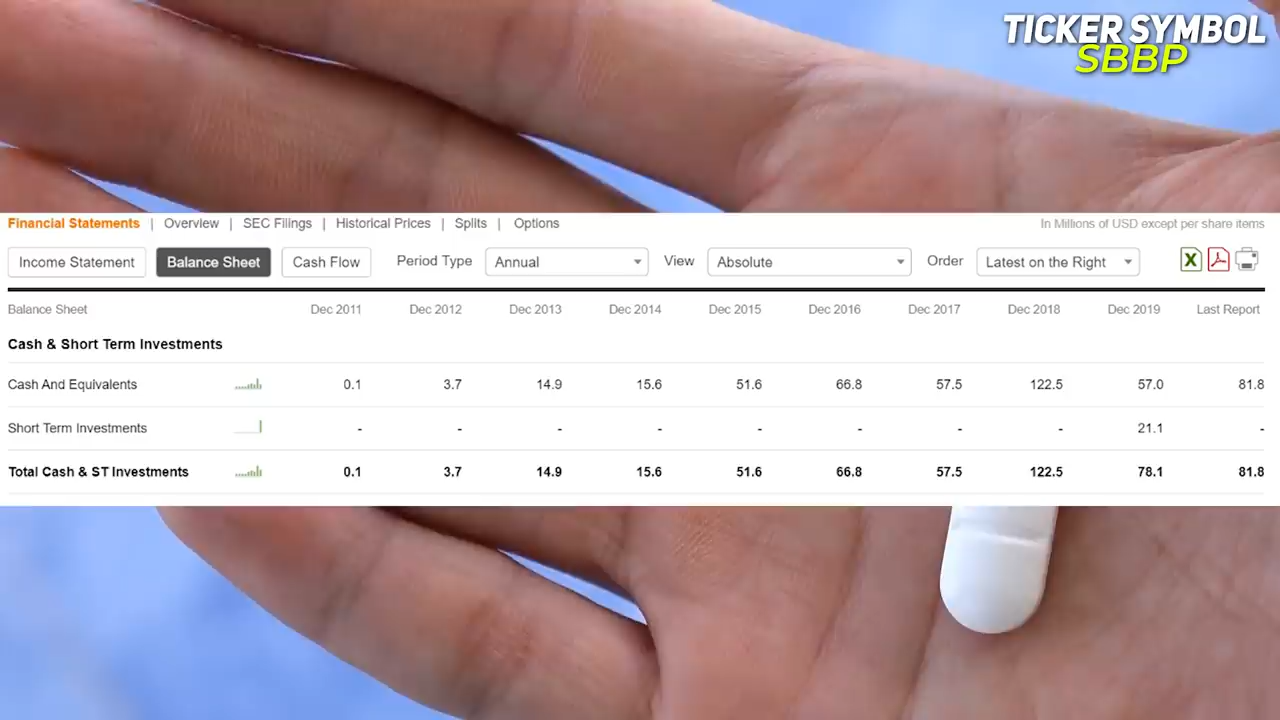 TICKER SYMBOL
SBBP
Financial Statements | Overview | SEC Filings | Historical Prices | Splits | Options In Millions of USD except per share items
Income Statement Balance Sheet Cash Flow Period Type Annual View Absolute Order Latest on the Right
Balance Sheet Dec 2011 Dec 2012 Dec 2013 Dec 2014 Dec 2015 Dec 2016 Dec 2017 Dec 2018 Dec 2019 Last Report
Cash & Short Term Investments
Cash And Equivalents 0.1 3.7 14.9 15.6 51.6 66.8 57.5 122.5 57.0 81.8
Short Term Investments - - - - - - - - 21.1 -
Total Cash & ST Investments 0.1 3.7 14.9 15.6 51.6 66.8 57.5 122.5 78.1 81.8